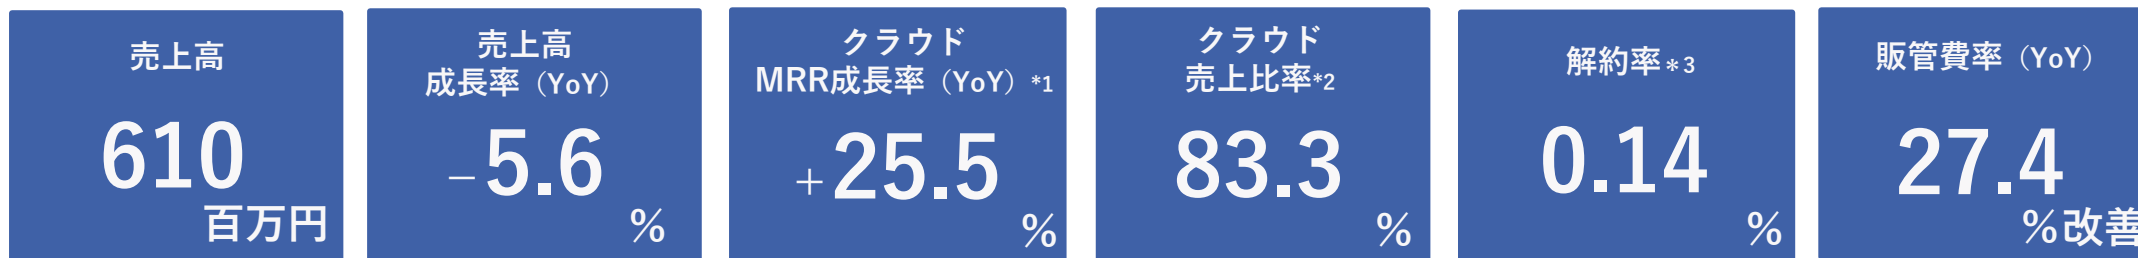 売上高
610
百万円
売上高
成長率（YoY）
−5.6
%
クラウド
MRR成長率（YoY）*1
+25.5
%
クラウド
売上比率*2
83.3
%
解約率*3
0.14
%
販管費率（YoY）
27.4
%改善